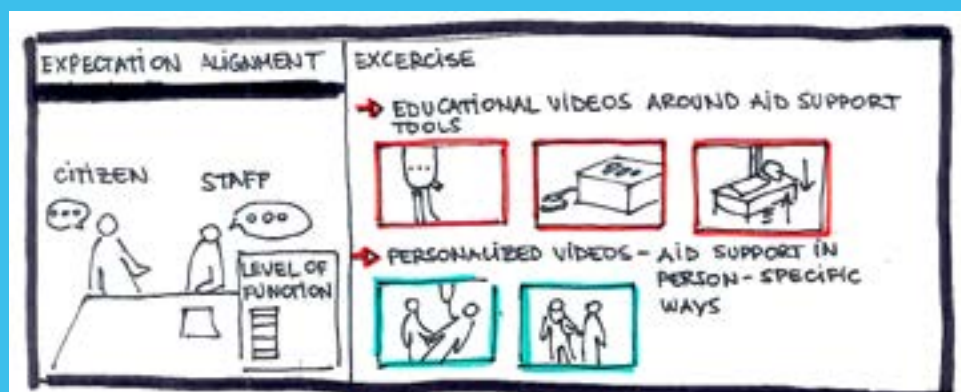 EXPECTATION ALIGNMENT
CITIZEN
STAFF
LEVEL OF
FUNCTION
EXCERCISE
EDUCATIONAL VIDEOS AROUND AID SUPPORT
TOOLS
PERSONALIZED VIDEOS - AID SUPPORT IN
PERSON-SPECIFIC
WAYS